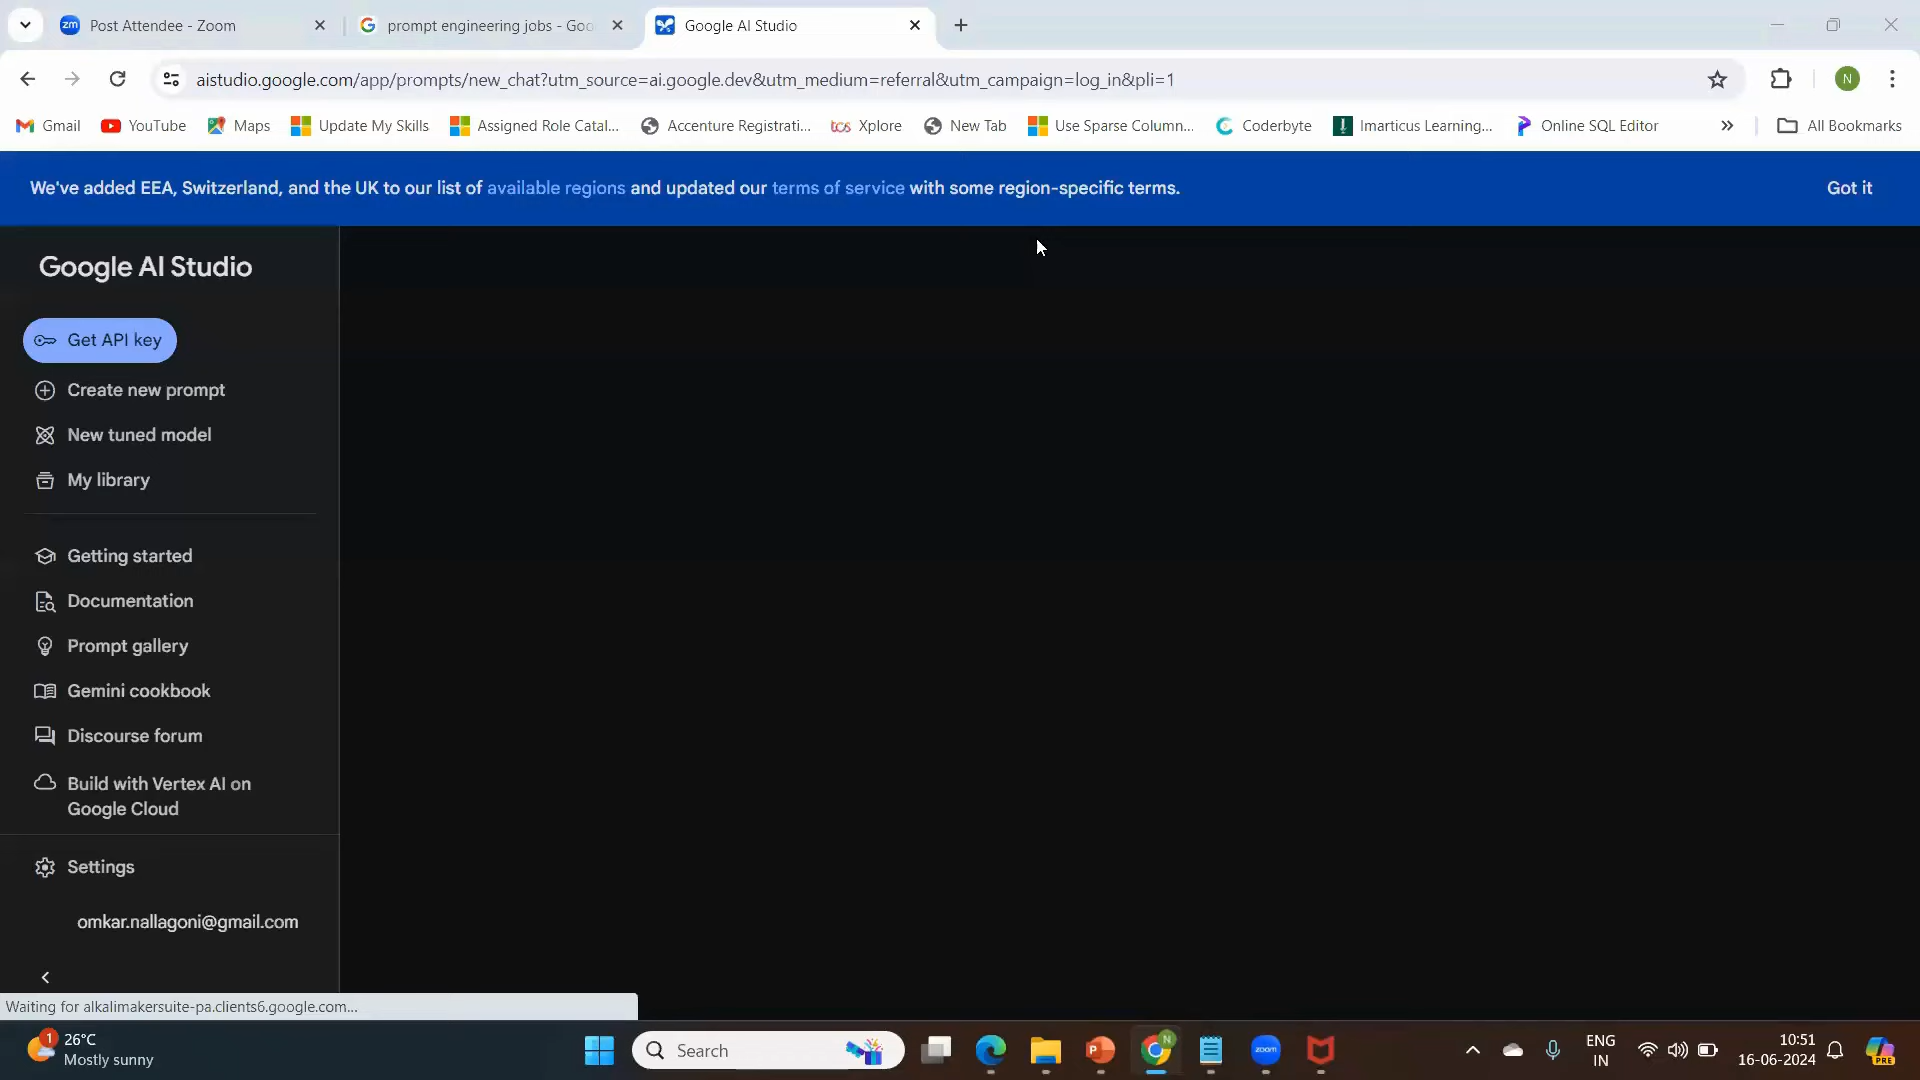 Post Attendee - Zoom
prompt engineering jobs - Goo
Google AI Studio
aistudio.google.com/app/prompts/new_chat?utm_source=ai.google.dev&utm_medium=referral&utm_campaign=log_in&pli=1
N
Gmail
YouTube
Maps
Update My Skills
Assigned Role Catal...
Accenture Registrati...
Xplore
New Tab
Use Sparse Column...
Coderbyte
Imarticus Learning...
Online SQL Editor
All Bookmarks
We've added EEA, Switzerland, and the UK to our list of available regions and updated our terms of service with some region-specific terms.
Got it
Google AI Studio
Get API key
Create new prompt
New tuned model
My library
Getting started
Documentation
Prompt gallery
Gemini cookbook
Discourse forum
Build with Vertex AI on
Google Cloud
Settings
omkar.nallagoni@gmail.com
Waiting for alkalimakersuite-pa.clients6.google.com...
1
26°C
Mostly sunny
Search
zoom
ENG
IN
10:51
16-06-2024
PRE